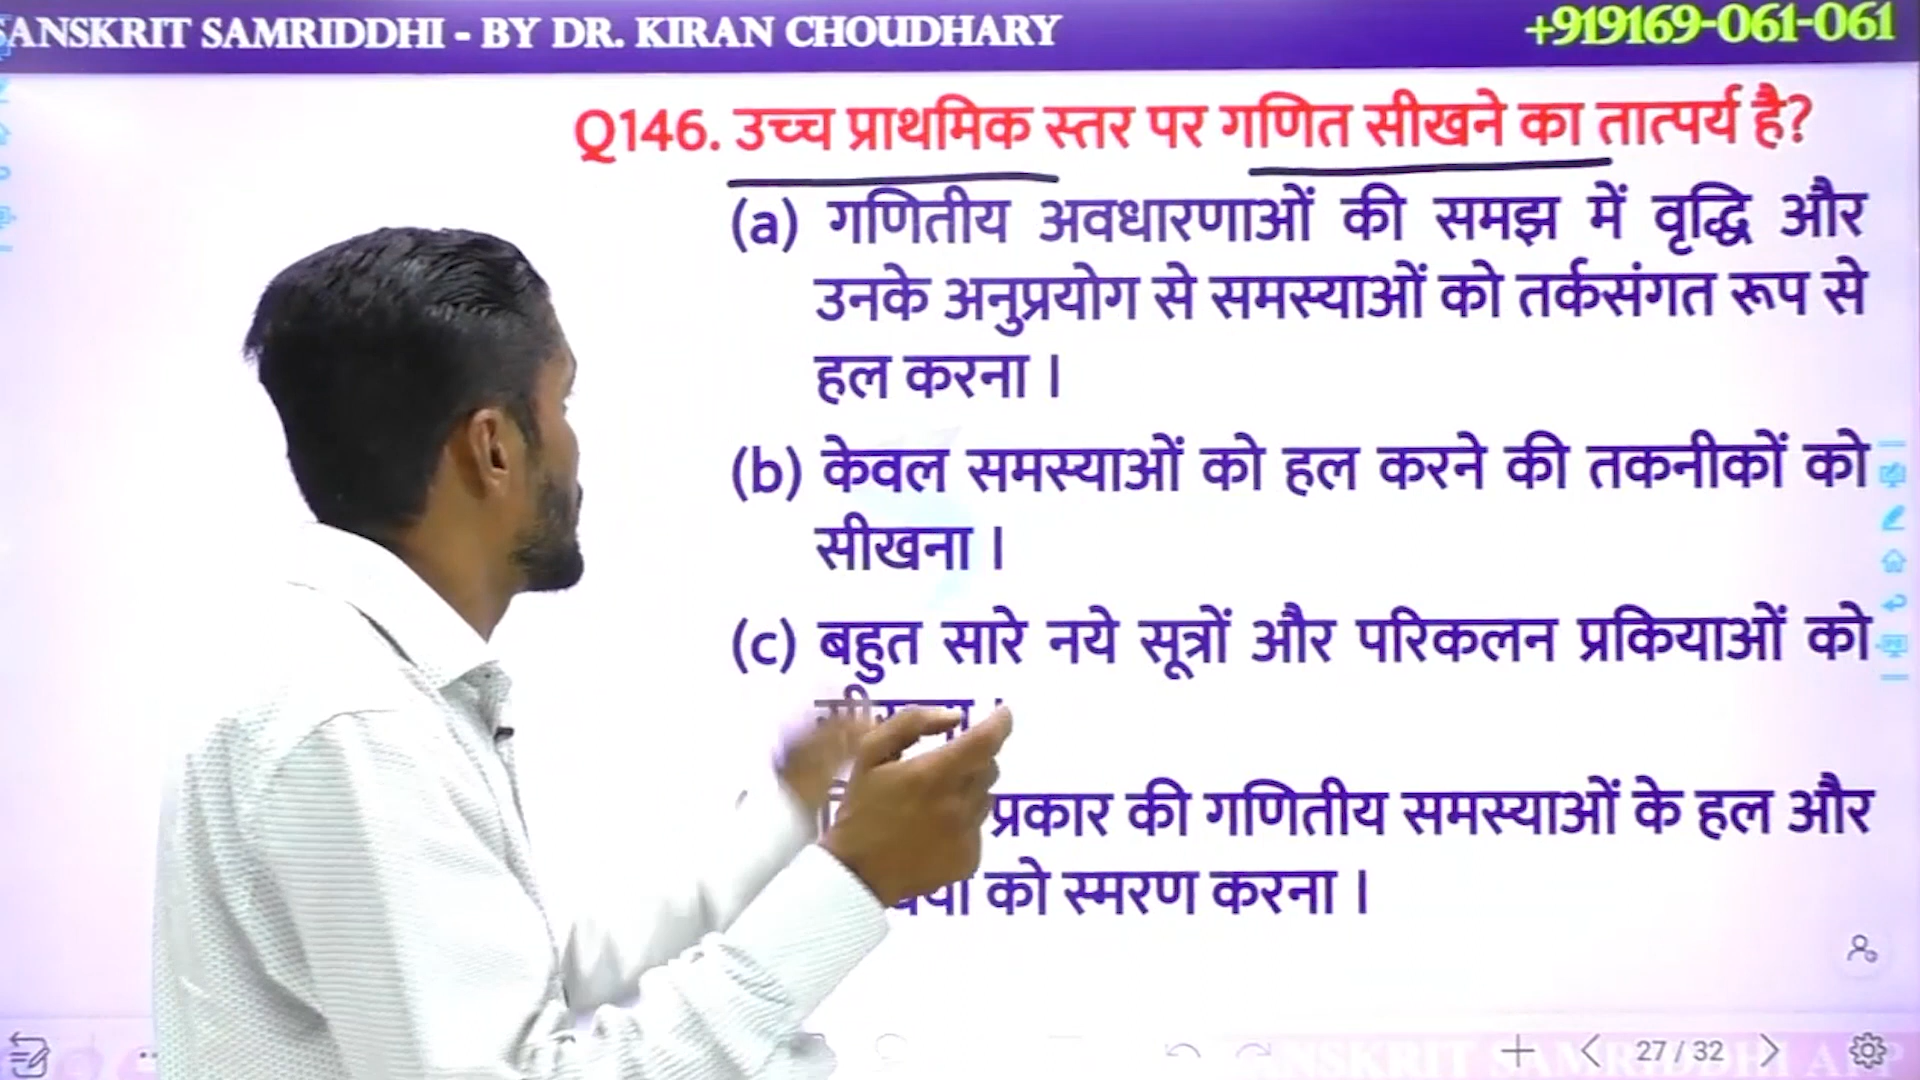 ANSKRIT SAMRIDDHI - BY DR. KIRAN CHOUDHARY
+919169-061-061
Q146. उच्च प्राथमिक स्तर पर गणित सीखने का तात्पर्य है?
(a) गणितीय अवधारणाओं की समझ में वृद्धि और
उनके अनुप्रयोग से समस्याओं को तर्कसंगत रूप से
हल करना ।
(b) केवल समस्याओं को हल करने की तकनीकों को
सीखना ।
(c) बहुत सारे नये सूत्रों और परिकलन प्रकियाओं को
प्रकार की गणितीय समस्याओं के हल और
को स्मरण करना ।
27 / 32